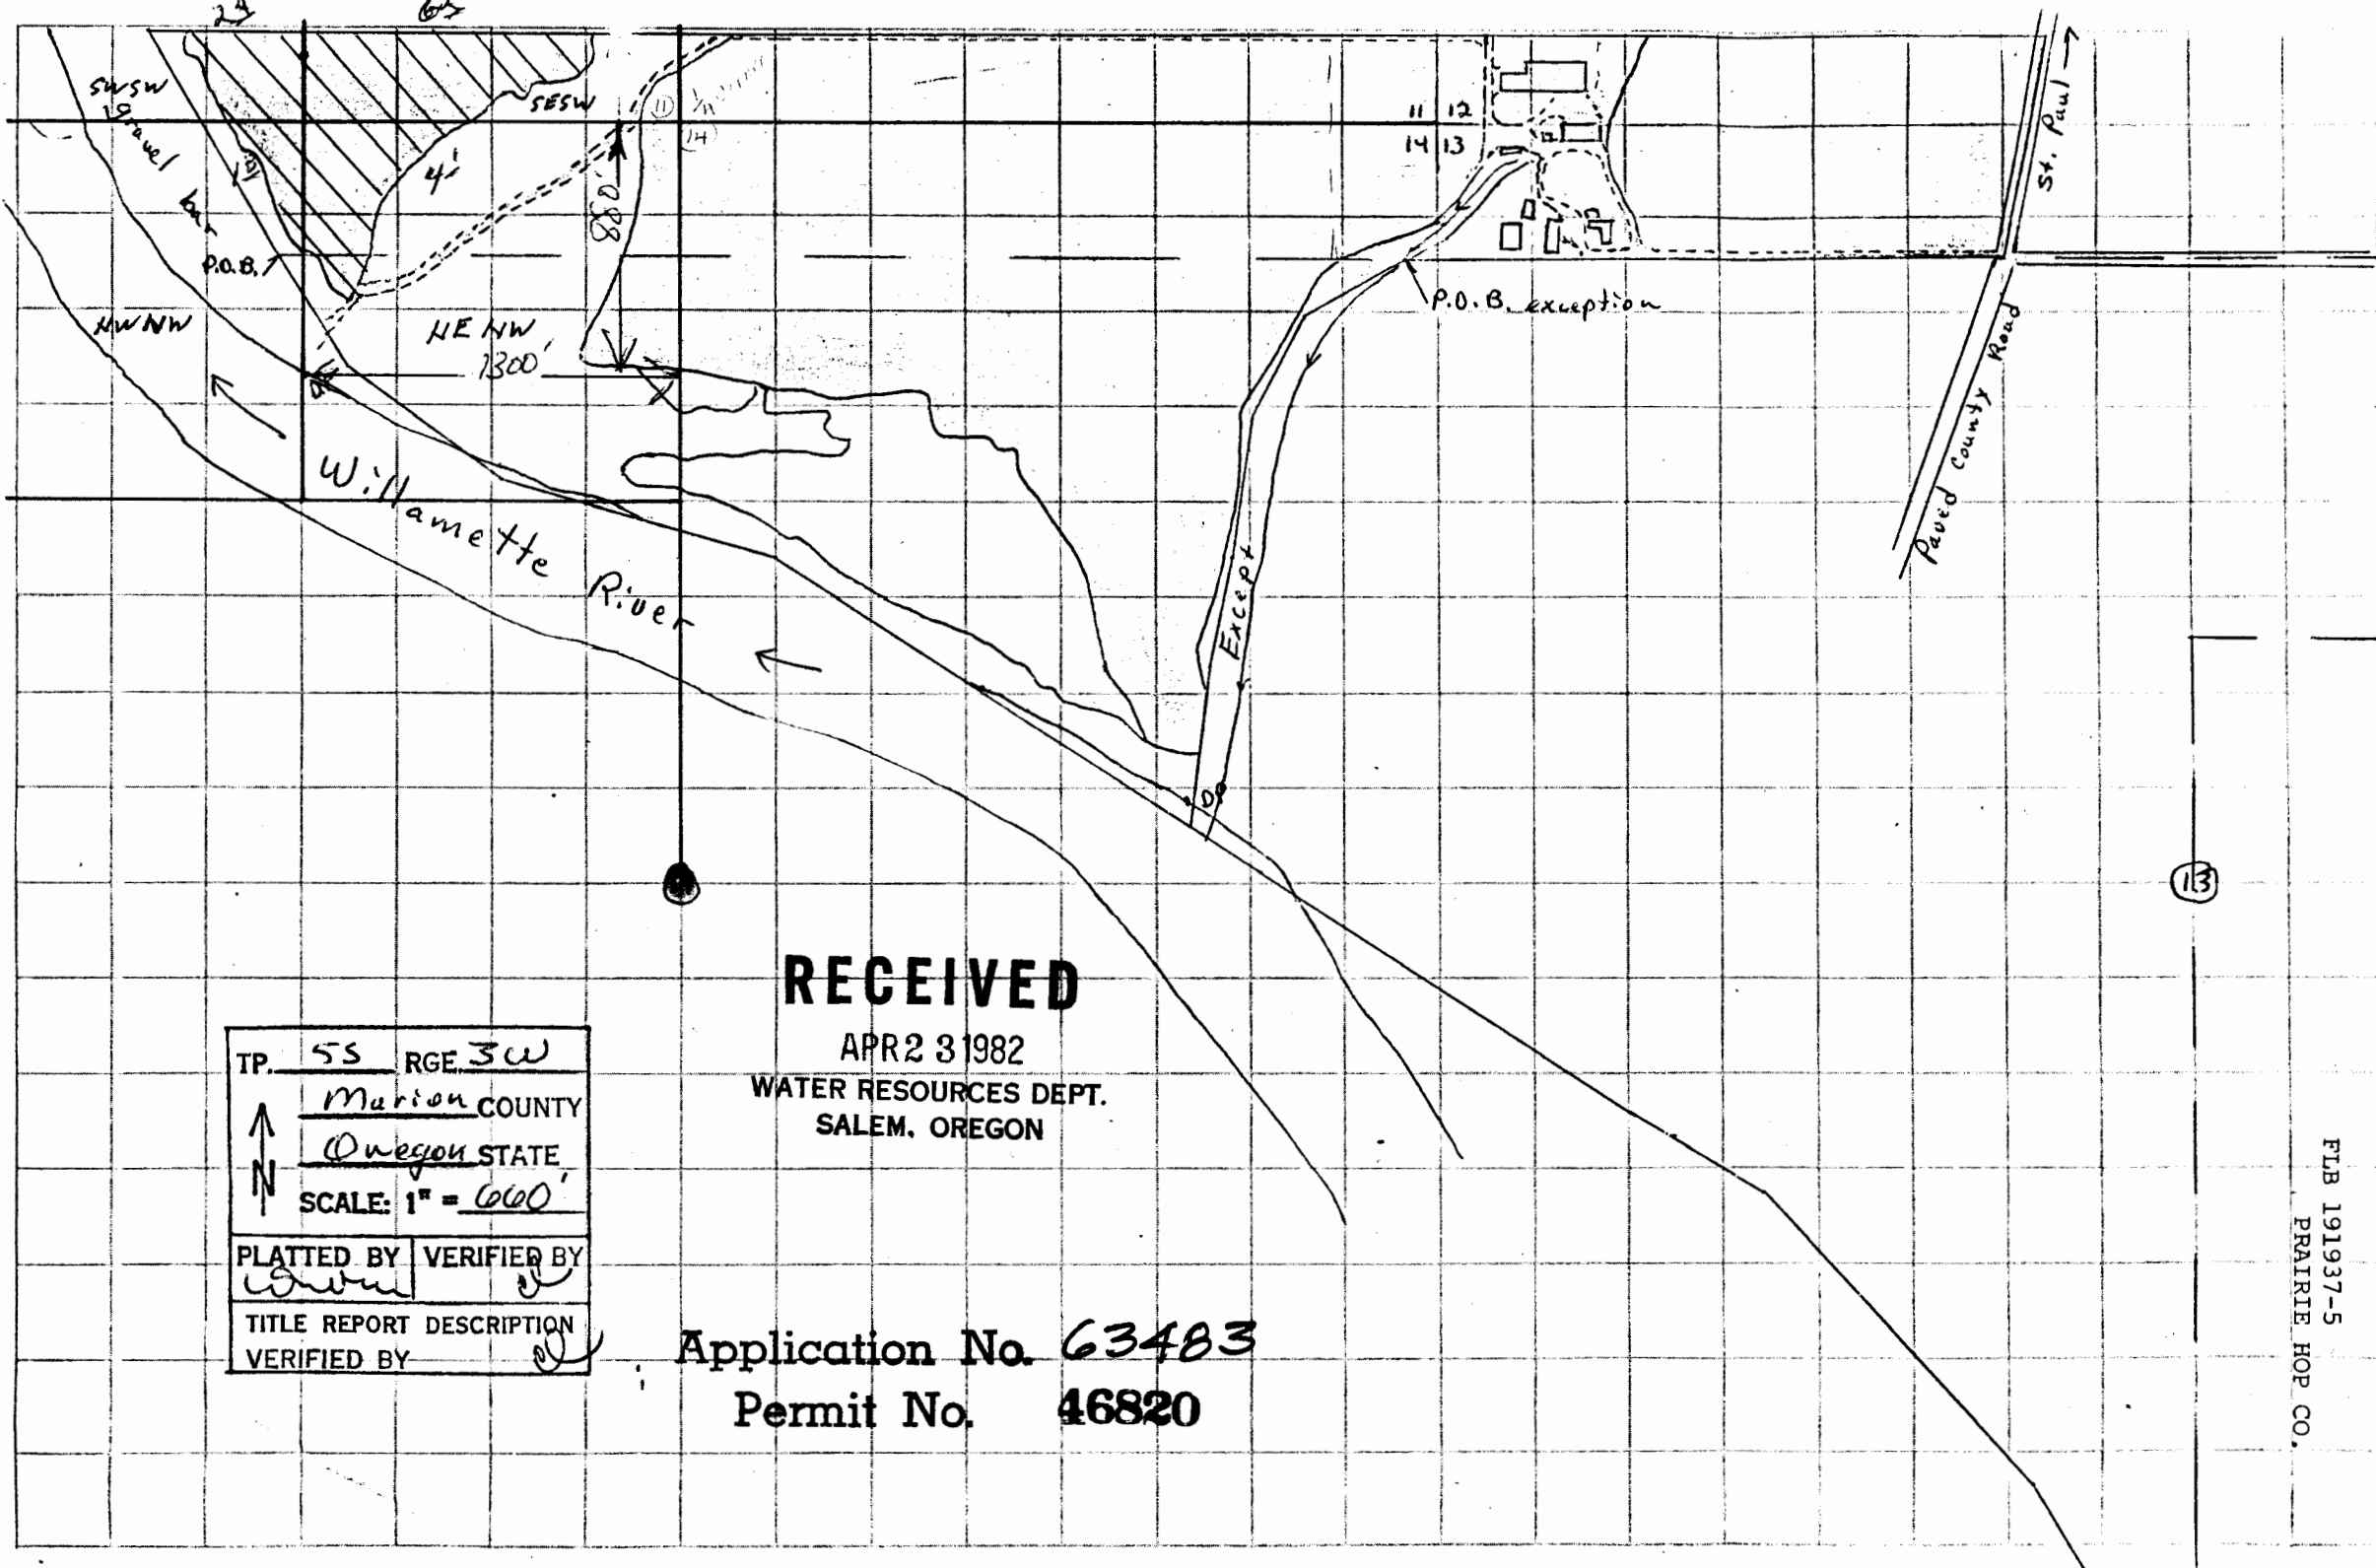 SWSW
gravel bar
SESW
4'
11
14
880'
11 12
14 13
St. Paul
P.O.B.
P.O.B. exception
NWNW
NE NW
1300'
Paved County Road
Willamette River
Except
DP
13
RECEIVED
APR 23 1982
WATER RESOURCES DEPT.
SALEM, OREGON
TP. 5S RGE. 3W
Marion COUNTY
Oregon STATE
N
SCALE: 1" = 660'
PLATTED BY VERIFIED BY
TITLE REPORT DESCRIPTION
VERIFIED BY
Application No. 63483
Permit No. 46820
FLB 191937-5
PRAIRIE HOP CO.